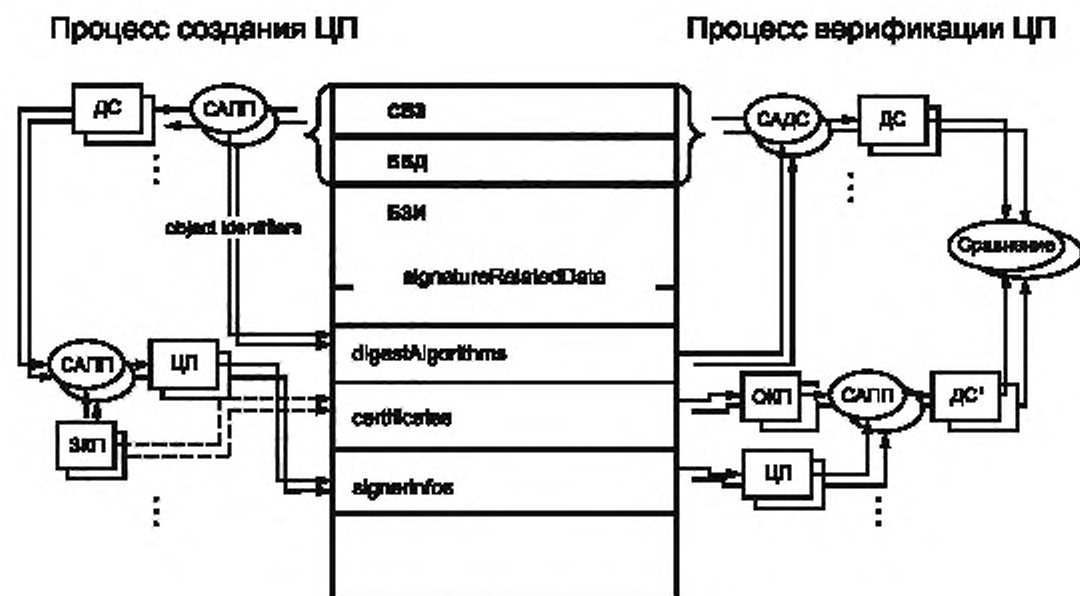 Процесс создания ЦП
Процесс верификации ЦП
ДС
САПП
СВЗ
САДС
ДС
ВВД
БЗИ
object identifiers
Сравнение
signatureRelatedData
САПП
ЦП
digestAlgorithms
ОКП
САПП
ДС'
certificates
ЗКП
ЦП
signerInfos